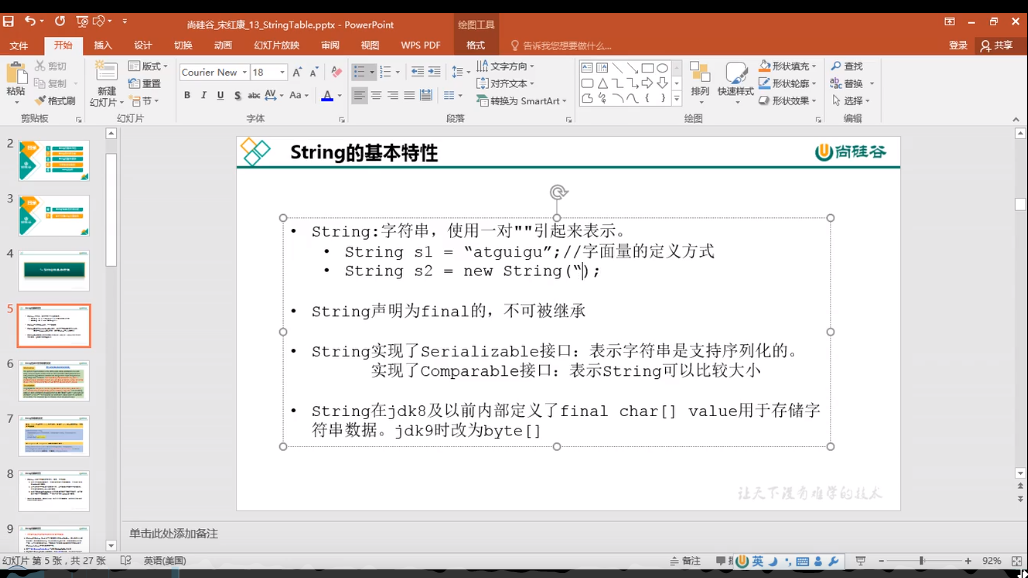 尚硅谷_宋红康_13_StringTable.pptx - PowerPoint
绘图工具
文件 开始 插入 设计 切换 动画 幻灯片放映 审阅 视图 WPS PDF 格式 告诉我您想要做什么... 登录 共享
粘贴 剪切 复制 格式刷 剪贴板
新建幻灯片 版式 重置 节 幻灯片
Courier New 18 B I U S abc AV Aa A 字体
文字方向 对齐文本 转换为 SmartArt 段落
排列 快速样式 形状填充 形状轮廓 形状效果 绘图
查找 替换 选择 编辑
2
3
4
5
6
7
8
9
String的基本特性
尚硅谷
• String:字符串，使用一对""引起来表示。
• String s1 = “atguigu”;//字面量的定义方式
• String s2 = new String(“);
• String声明为final的，不可被继承
• String实现了Serializable接口：表示字符串是支持序列化的。
实现了Comparable接口：表示String可以比较大小
• String在jdk8及以前内部定义了final char[] value用于存储字
符串数据。jdk9时改为byte[]
让天下没有难学的技术
单击此处添加备注
幻灯片 第 5 张，共 27 张 英语(美国) 备注 英 92%